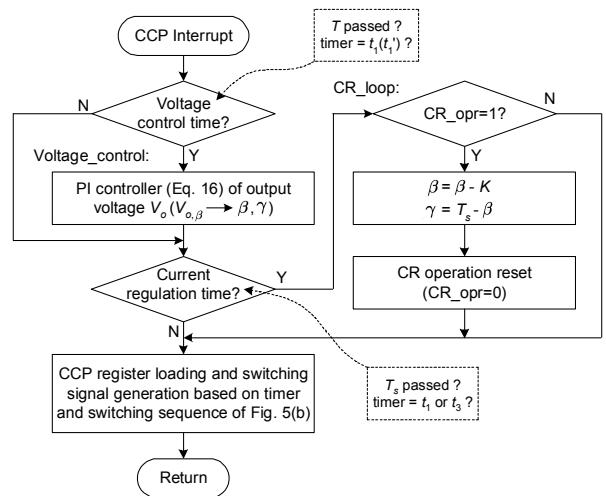 CCP Interrupt
T passed ?
timer = t₁(t₁') ?
N
Voltage
control time?
CR_loop:
CR_opr=1?
N
Voltage_control:
Y
Y
PI controller (Eq. 16) of output
voltage Vₒ (Vₒ,β → β, γ)
β = β - K
γ = Tₛ - β
Current
regulation time?
Y
CR operation reset
(CR_opr=0)
N
CCP register loading and switching
signal generation based on timer
and switching sequence of Fig. 5(b)
Tₛ passed ?
timer = t₁ or t₃ ?
Return